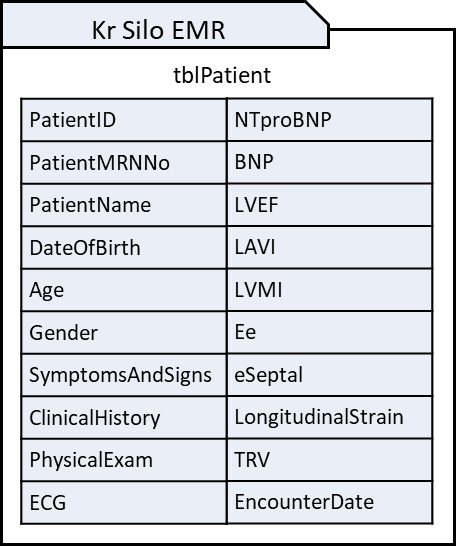 Kr Silo EMR
tblPatient
PatientID NTproBNP
PatientMRNNo BNP
PatientName LVEF
DateOfBirth LAVI
Age LVMI
Gender Ee
SymptomsAndSigns eSeptal
ClinicalHistory LongitudinalStrain
PhysicalExam TRV
ECG EncounterDate